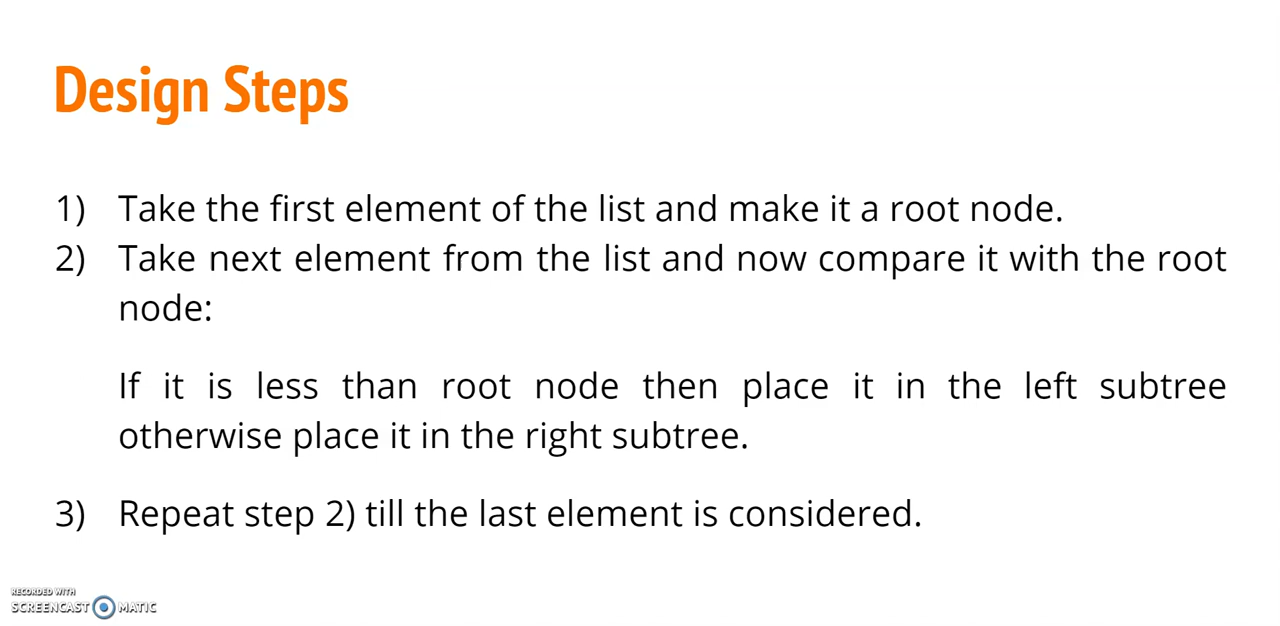 Design Steps
1) Take the first element of the list and make it a root node.
2) Take next element from the list and now compare it with the root
node:
If it is less than root node then place it in the left subtree
otherwise place it in the right subtree.
3) Repeat step 2) till the last element is considered.
RECORDED WITH
SCREENCAST MATIC